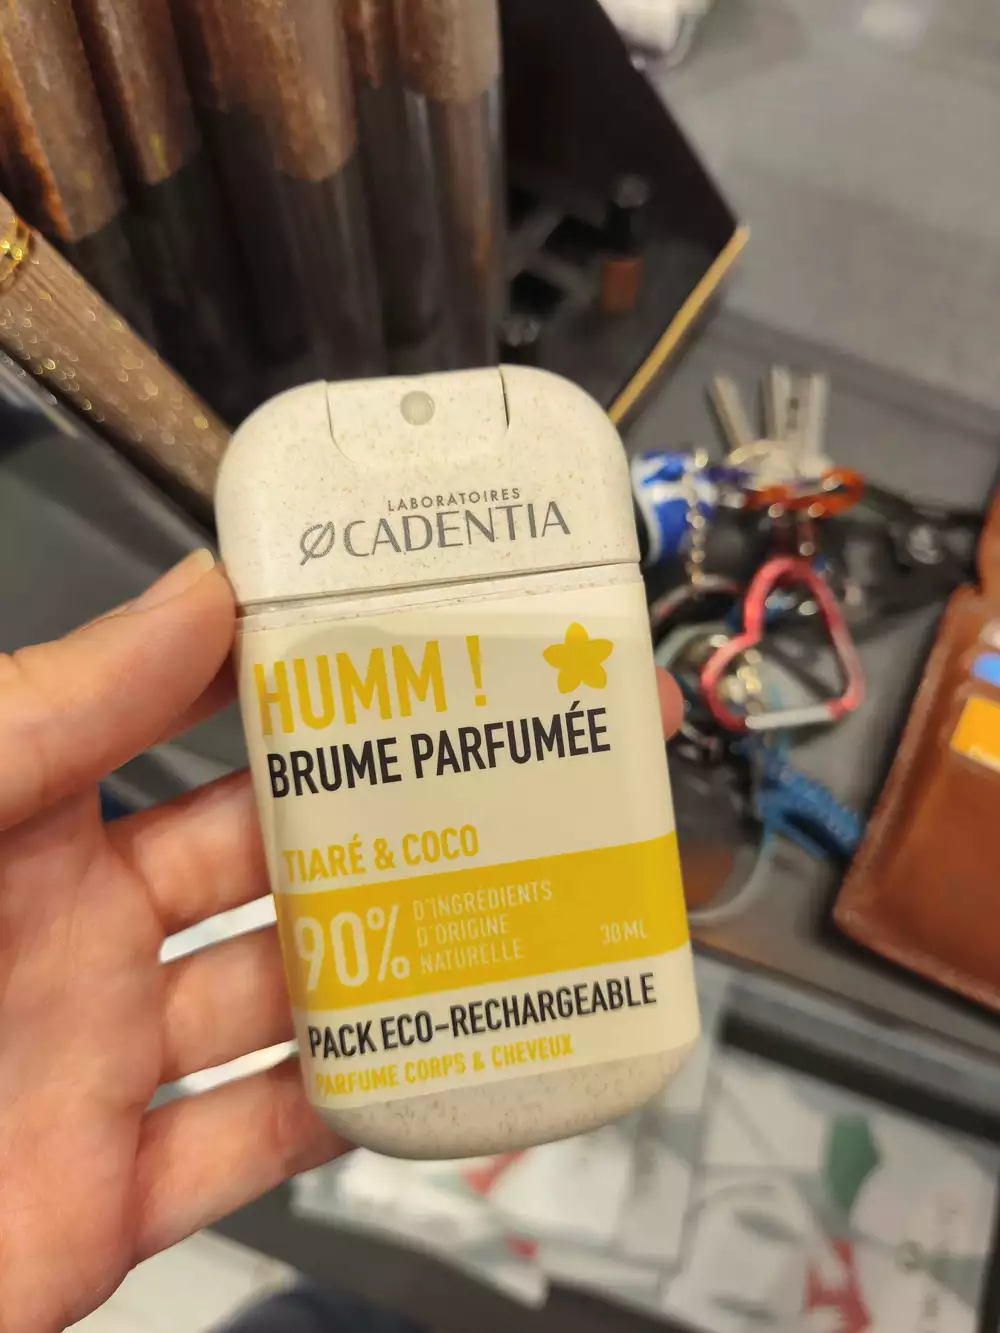 LABORATOIRES
CADENTIA
HUMM !
BRUME PARFUMÉE
TIARÉ & COCO
90%
D'INGRÉDIENTS
D'ORIGINE
NATURELLE
30 ML
PACK ECO-RECHARGEABLE
PARFUME CORPS & CHEVEUX